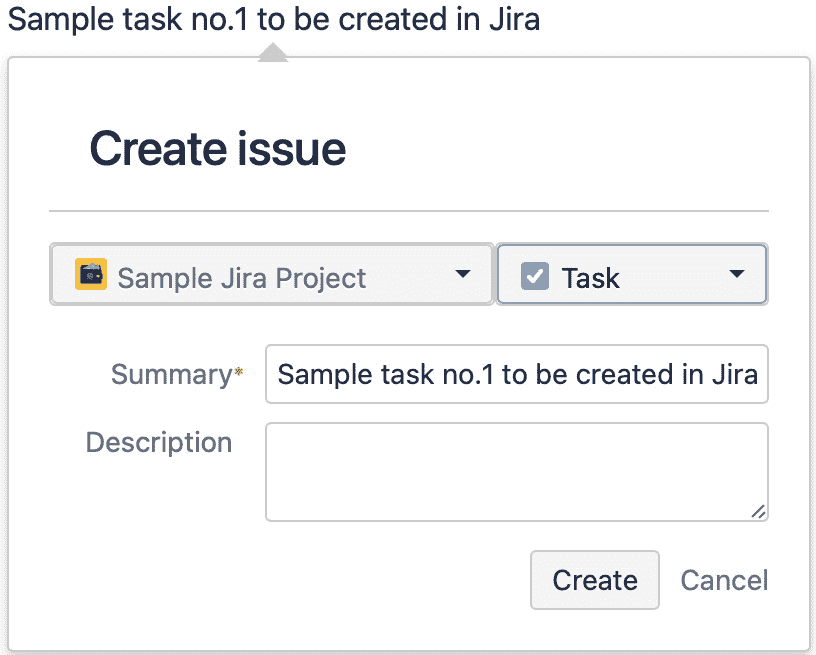 Sample task no.1 to be created in Jira
Create issue
Sample Jira Project Task
Summary* Sample task no.1 to be created in Jira
Description
Create Cancel